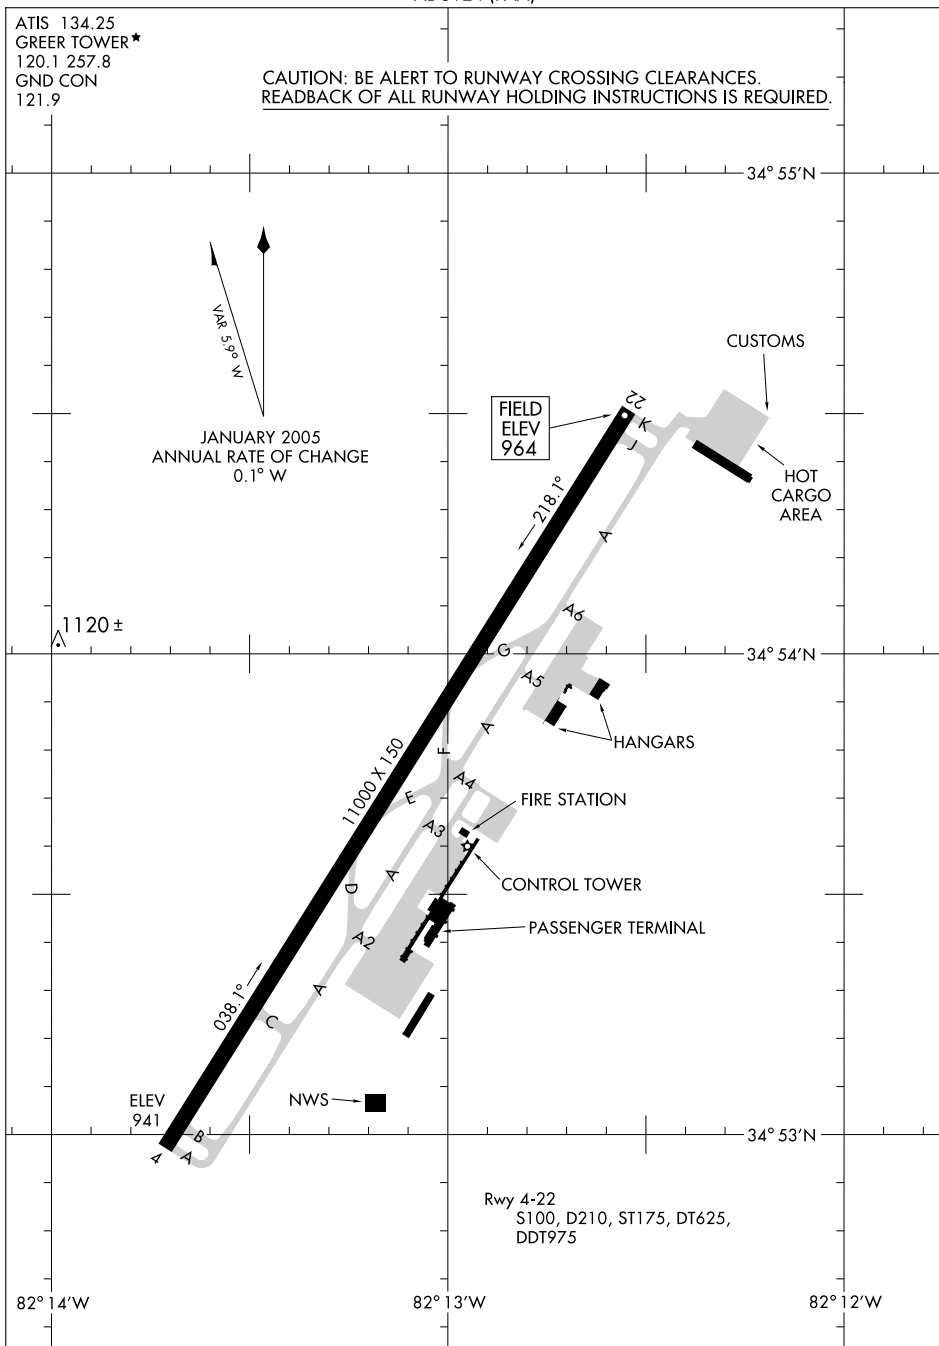 ATIS 134.25
GREER TOWER★
120.1 257.8
GND CON
121.9
CAUTION: BE ALERT TO RUNWAY CROSSING CLEARANCES.
READBACK OF ALL RUNWAY HOLDING INSTRUCTIONS IS REQUIRED.
34° 55'N
VAR 5.9° W
JANUARY 2005
ANNUAL RATE OF CHANGE
0.1° W
CUSTOMS
FIELD
ELEV
964
22
K
J
HOT
CARGO
AREA
218.1°
A
A6
1120 ±
G
34° 54'N
A5
A
HANGARS
F
11000 X 150
A4
E
FIRE STATION
A3
A
CONTROL TOWER
D
PASSENGER TERMINAL
A2
A
038.1°
C
ELEV
941
NWS
B
34° 53'N
4
A
Rwy 4-22
S100, D210, ST175, DT625,
DDT975
82° 14'W
82° 13'W
82° 12'W